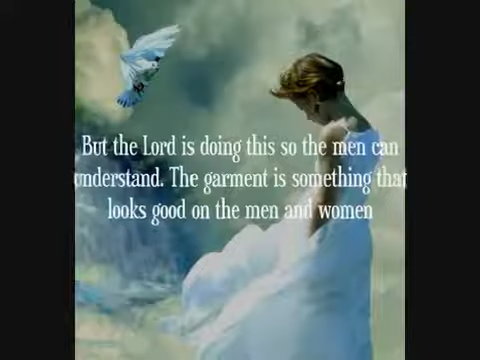 But the Lord is doing this so the men can
understand. The garment is something that
looks good on the men and women